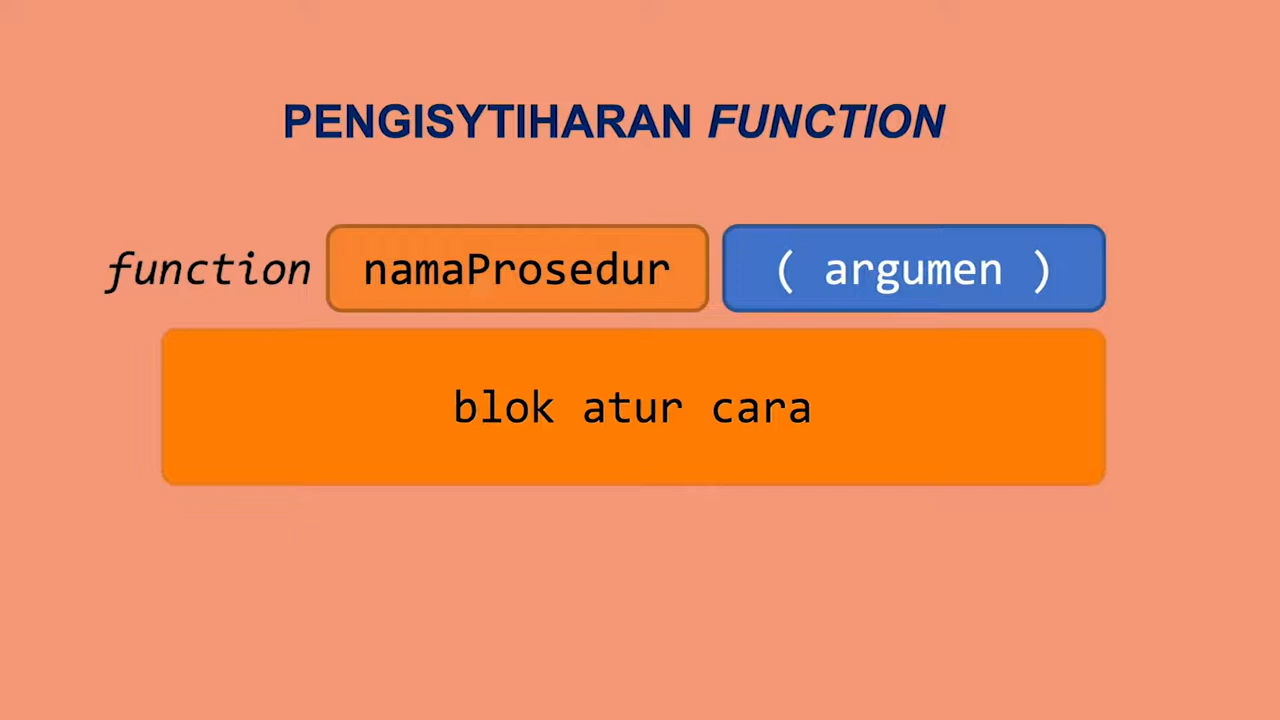 PENGISYTIHARAN FUNCTION
function namaProsedur ( argumen )
blok atur cara